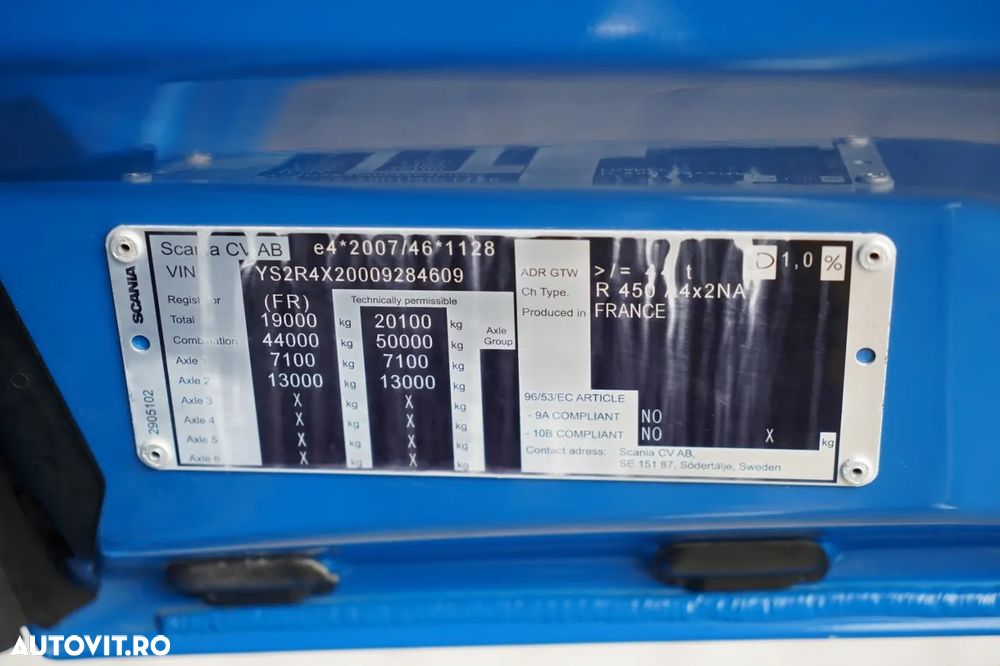 Scania CV AB e4*2007/46*1128
VIN YS2R4X20009284609
ADR GTW >/= 44 t 1,0 %
Ch Type. R 450 A4x2NA
Produced in FRANCE
Register (FR) Technically permissible
Total 19000 kg 20100 kg
Combination 44000 kg 50000 kg
Axle Group
Axle 1 7100 kg 7100 kg
Axle 2 13000 kg 13000 kg
Axle 3 X kg X kg
Axle 4 X kg X kg
Axle 5 X kg X kg
Axle 6 X kg X kg
96/53/EC ARTICLE
- 9A COMPLIANT NO
- 10B COMPLIANT NO X kg
Contact adress: Scania CV AB,
SE 151 87, Södertälje, Sweden
SCANIA
2905102
AUTOVIT.RO